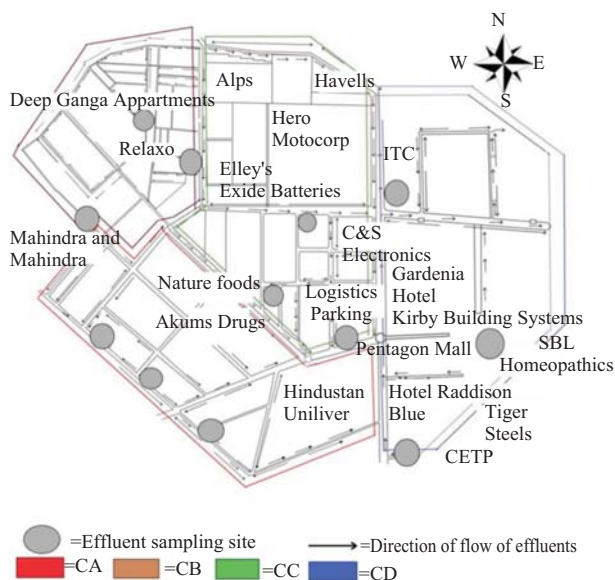 N
W E
S
Alps
Havells
Deep Ganga Appartments
Hero
Motocorp
Relaxo
ITC
Elley's
Exide Batteries
Mahindra and
Mahindra
C&S
Electronics
Nature foods
Logistics
Parking
Gardenia
Hotel
Kirby Building Systems
Akums Drugs
Pentagon Mall
SBL
Homeopathics
Hindustan
Uniliver
Hotel Raddison
Blue
Tiger
Steels
CETP
=Effluent sampling site
=Direction of flow of effluents
=CA =CB =CC =CD